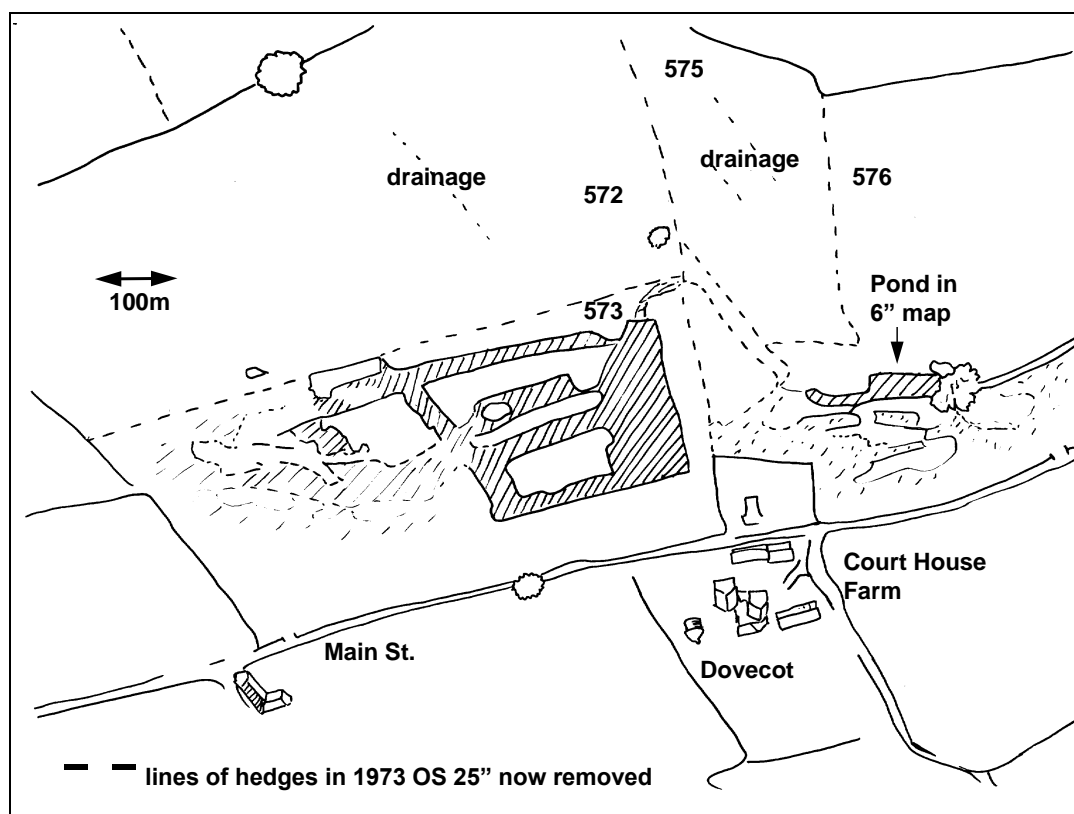 575
drainage
drainage
572
576
100m
573
Pond in
6” map
Court House
Farm
Main St.
Dovecot
lines of hedges in 1973 OS 25” now removed